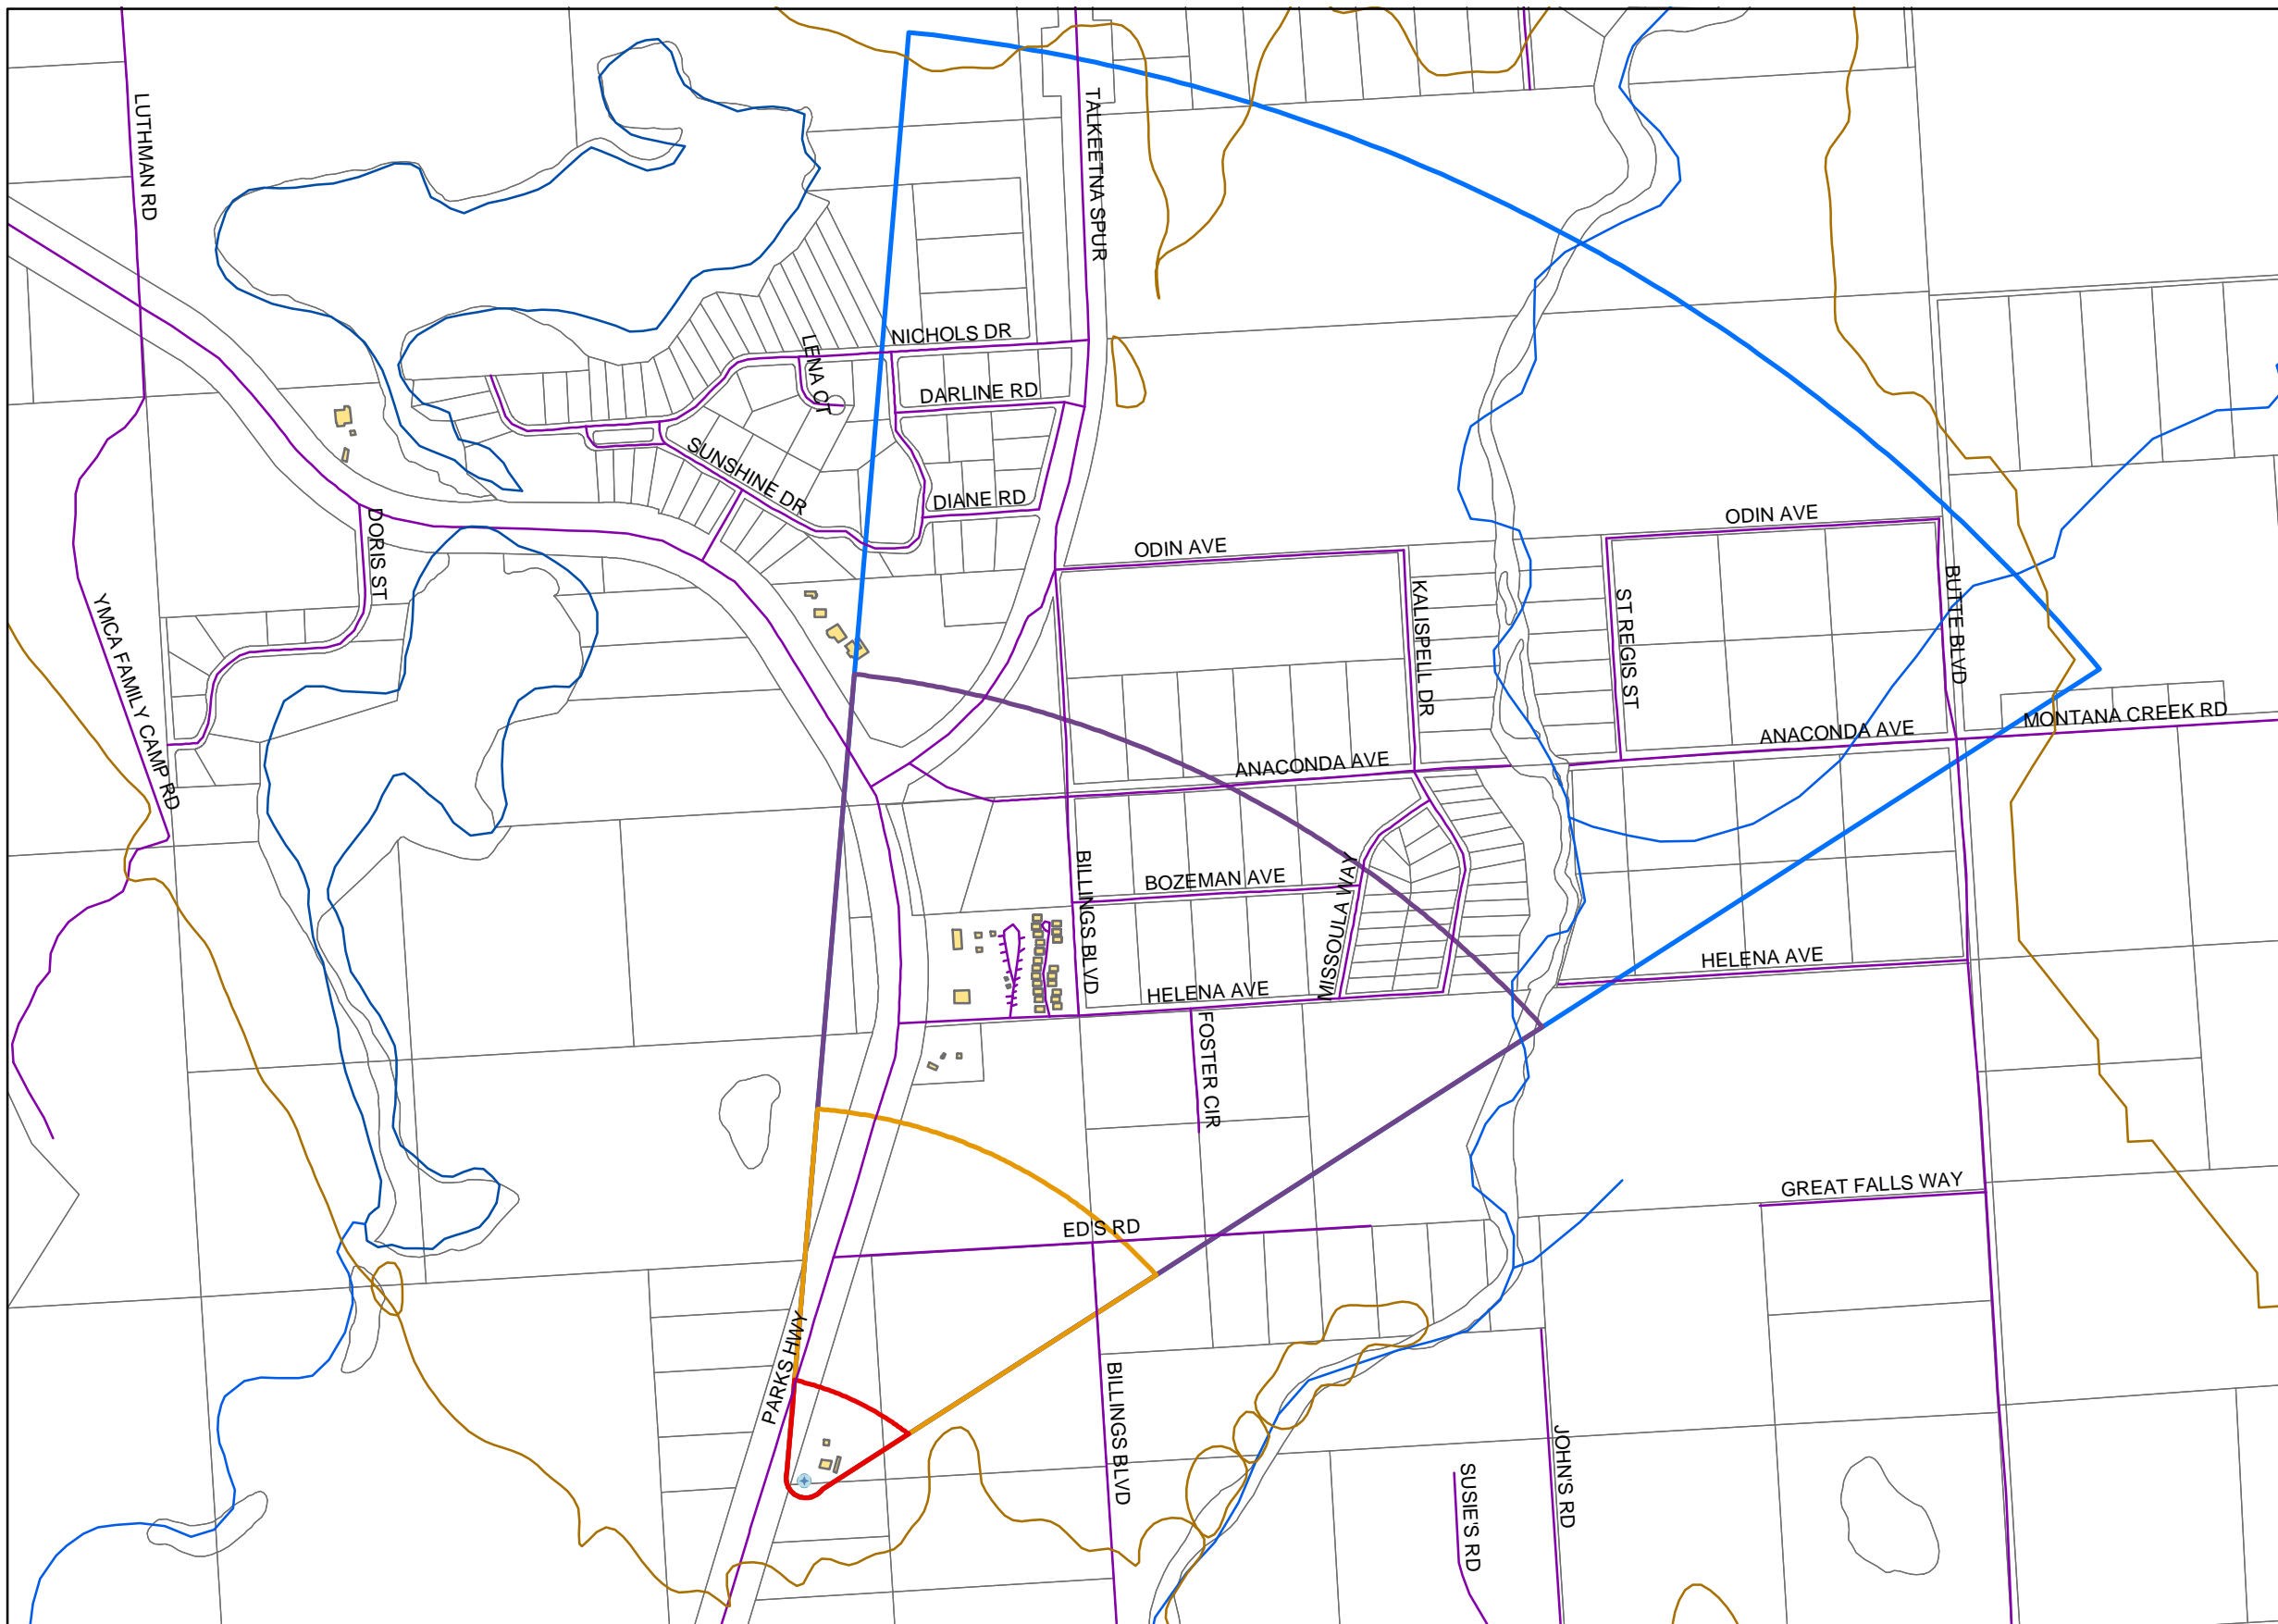 LUTHMAN RD
TALKEETNA SPUR
NICHOLS DR
LENA CT
DARLINE RD
SUNSHINE DR
DIANE RD
DORIS ST
ODIN AVE
ODIN AVE
YMCA FAMILY CAMP RD
KALISPELL DR
ST REGIS ST
BUTTE BLVD
MONTANA CREEK RD
ANACONDA AVE
ANACONDA AVE
BILLINGS BLVD
BOZEMAN AVE
MISSOULA WAY
HELENA AVE
HELENA AVE
FOSTER CIR
GREAT FALLS WAY
ED'S RD
PARKS HWY
BILLINGS BLVD
JOHN'S RD
SUSIE'S RD